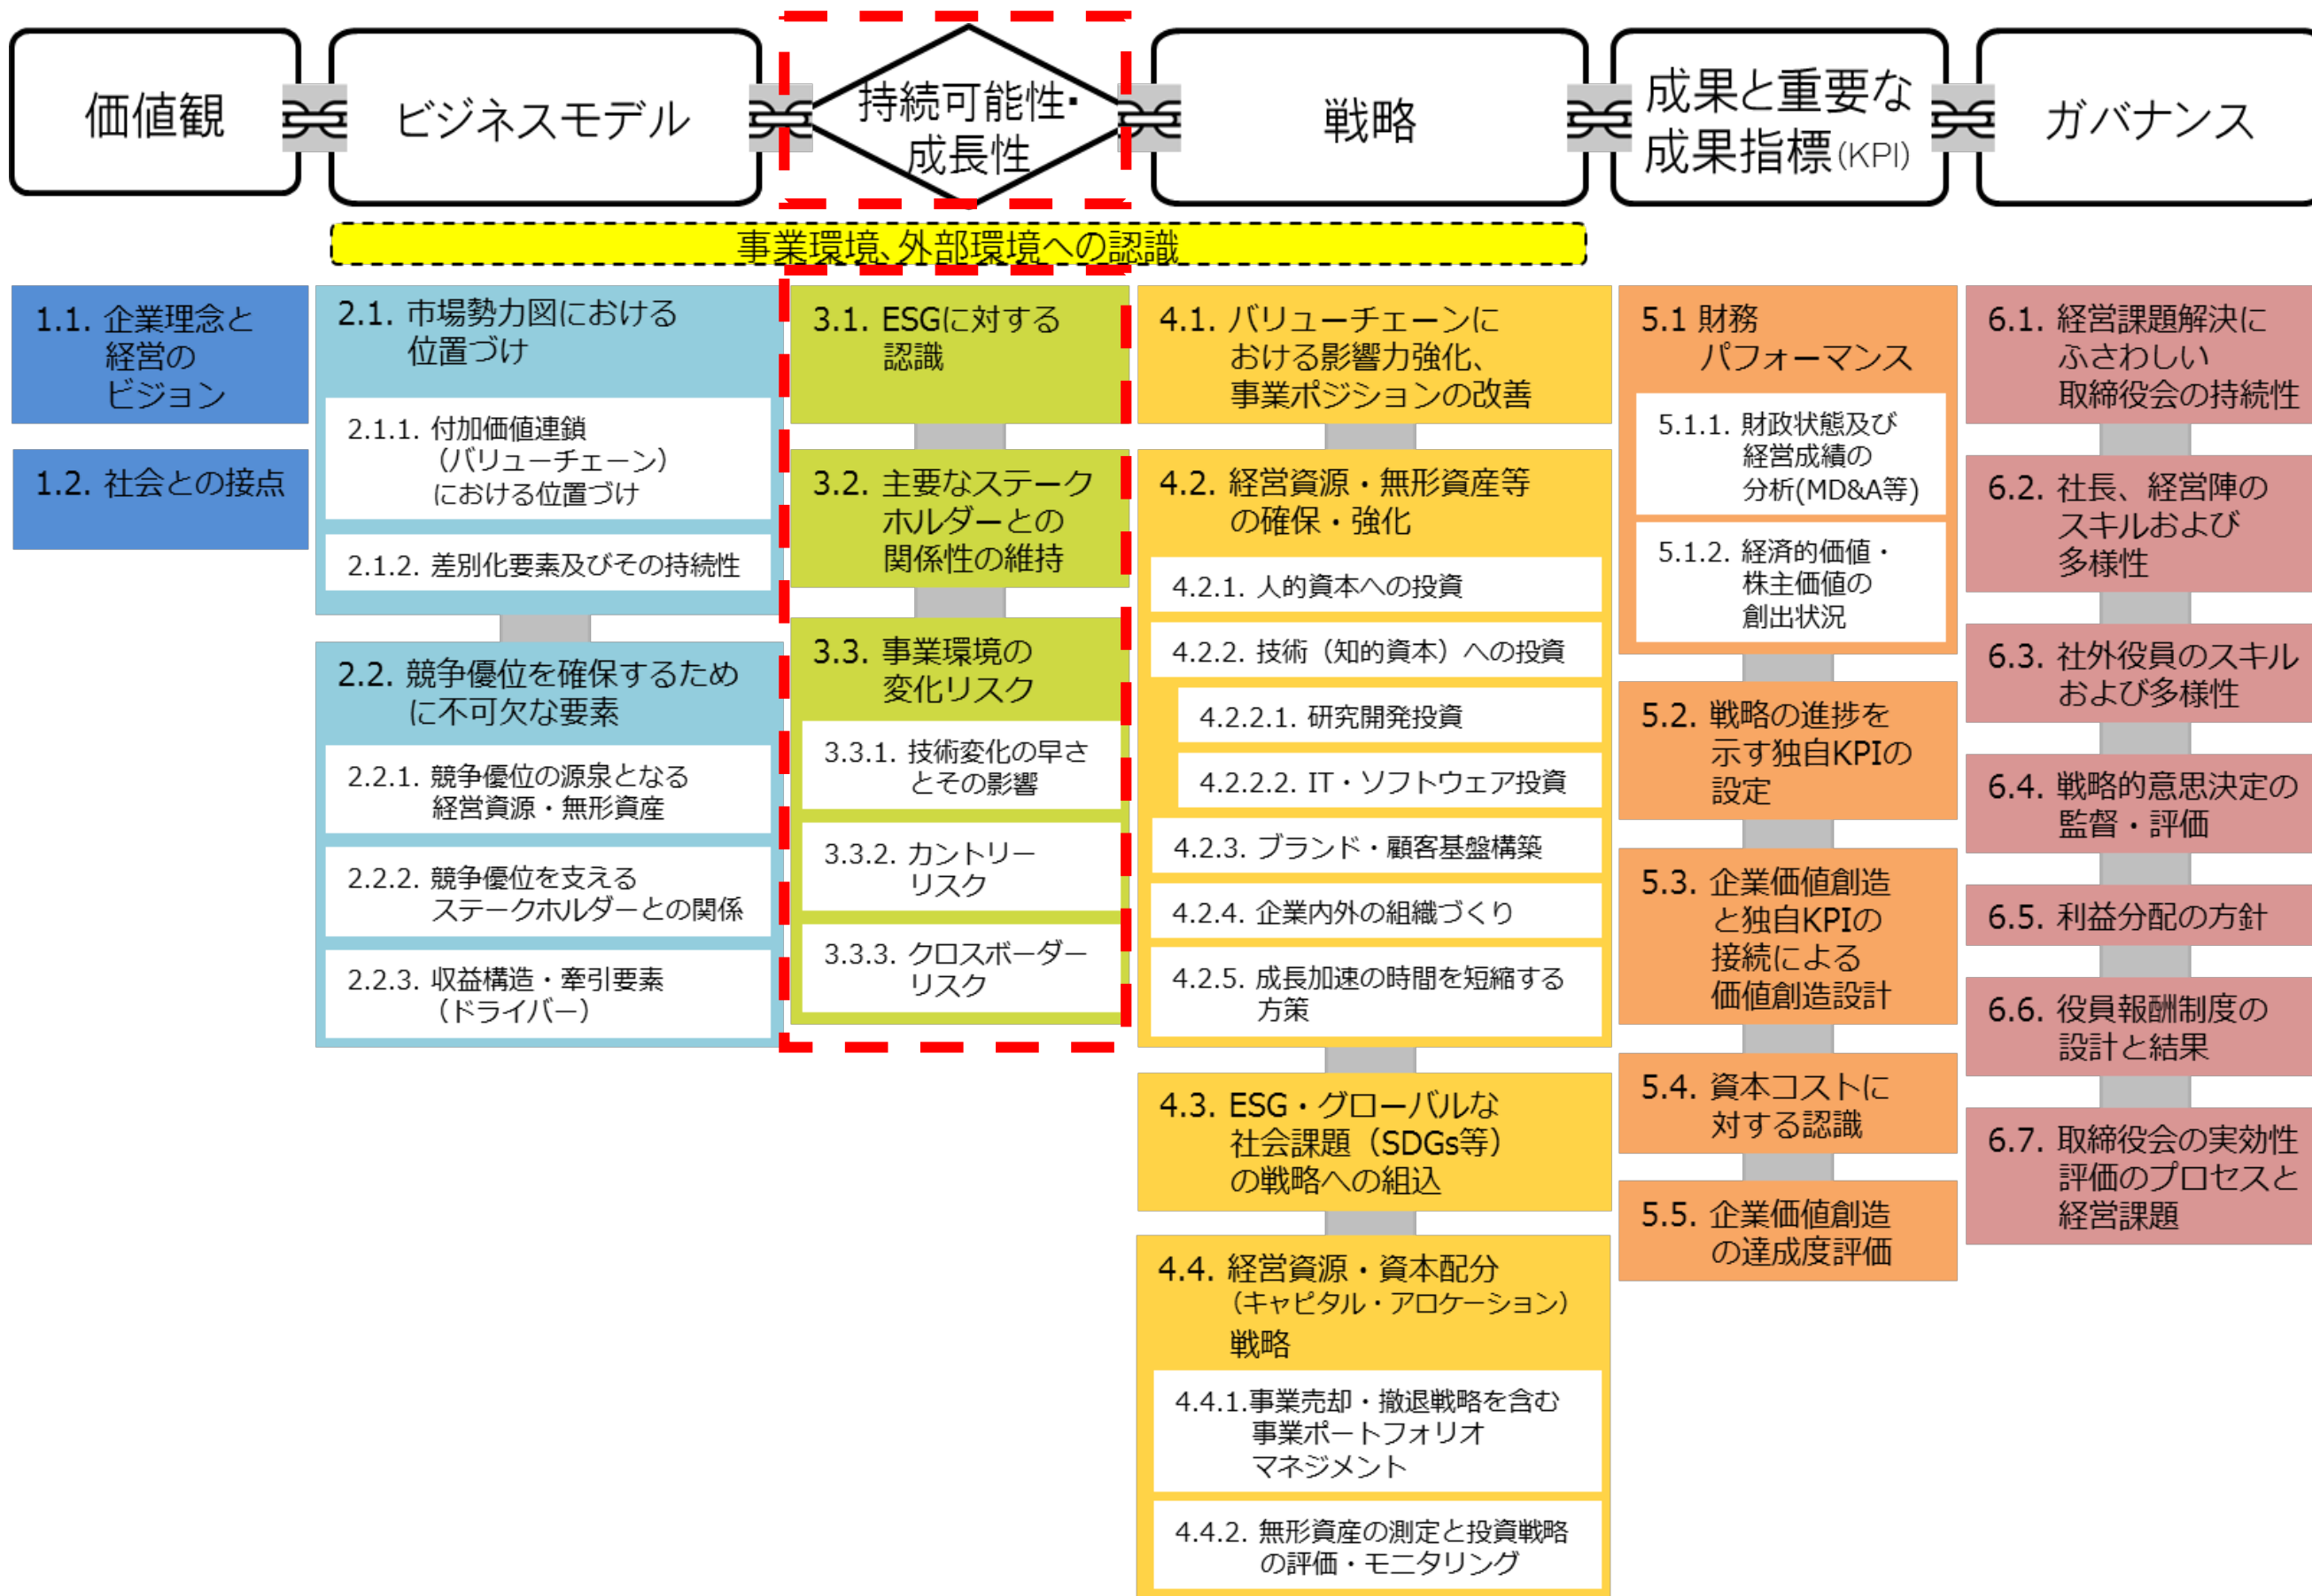 価値観
ビジネスモデル
持続可能性・
成長性
戦略
成果と重要な
成果指標(KPI)
ガバナンス
事業環境、外部環境への認識
1.1. 企業理念と
経営の
ビジョン
1.2. 社会との接点
2.1. 市場勢力図における
位置づけ
2.1.1. 付加価値連鎖
（バリューチェーン）
における位置づけ
2.1.2. 差別化要素及びその持続性
2.2. 競争優位を確保するため
に不可欠な要素
2.2.1. 競争優位の源泉となる
経営資源・無形資産
2.2.2. 競争優位を支える
ステークホルダーとの関係
2.2.3. 収益構造・牽引要素
（ドライバー）
3.1. ESGに対する
認識
3.2. 主要なステーク
ホルダーとの
関係性の維持
3.3. 事業環境の
変化リスク
3.3.1. 技術変化の早さ
とその影響
3.3.2. カントリー
リスク
3.3.3. クロスボーダー
リスク
4.1. バリューチェーンに
おける影響力強化、
事業ポジションの改善
4.2. 経営資源・無形資産等
の確保・強化
4.2.1. 人的資本への投資
4.2.2. 技術（知的資本）への投資
4.2.2.1. 研究開発投資
4.2.2.2. IT・ソフトウェア投資
4.2.3. ブランド・顧客基盤構築
4.2.4. 企業内外の組織づくり
4.2.5. 成長加速の時間を短縮する
方策
4.3. ESG・グローバルな
社会課題（SDGs等）
の戦略への組込
4.4. 経営資源・資本配分
（キャピタル・アロケーション）
戦略
4.4.1.事業売却・撤退戦略を含む
事業ポートフォリオ
マネジメント
4.4.2. 無形資産の測定と投資戦略
の評価・モニタリング
5.1 財務
パフォーマンス
5.1.1. 財政状態及び
経営成績の
分析(MD&A等)
5.1.2. 経済的価値・
株主価値の
創出状況
5.2. 戦略の進捗を
示す独自KPIの
設定
5.3. 企業価値創造
と独自KPIの
接続による
価値創造設計
5.4. 資本コストに
対する認識
5.5. 企業価値創造
の達成度評価
6.1. 経営課題解決に
ふさわしい
取締役会の持続性
6.2. 社長、経営陣の
スキルおよび
多様性
6.3. 社外役員のスキル
および多様性
6.4. 戦略的意思決定の
監督・評価
6.5. 利益分配の方針
6.6. 役員報酬制度の
設計と結果
6.7. 取締役会の実効性
評価のプロセスと
経営課題